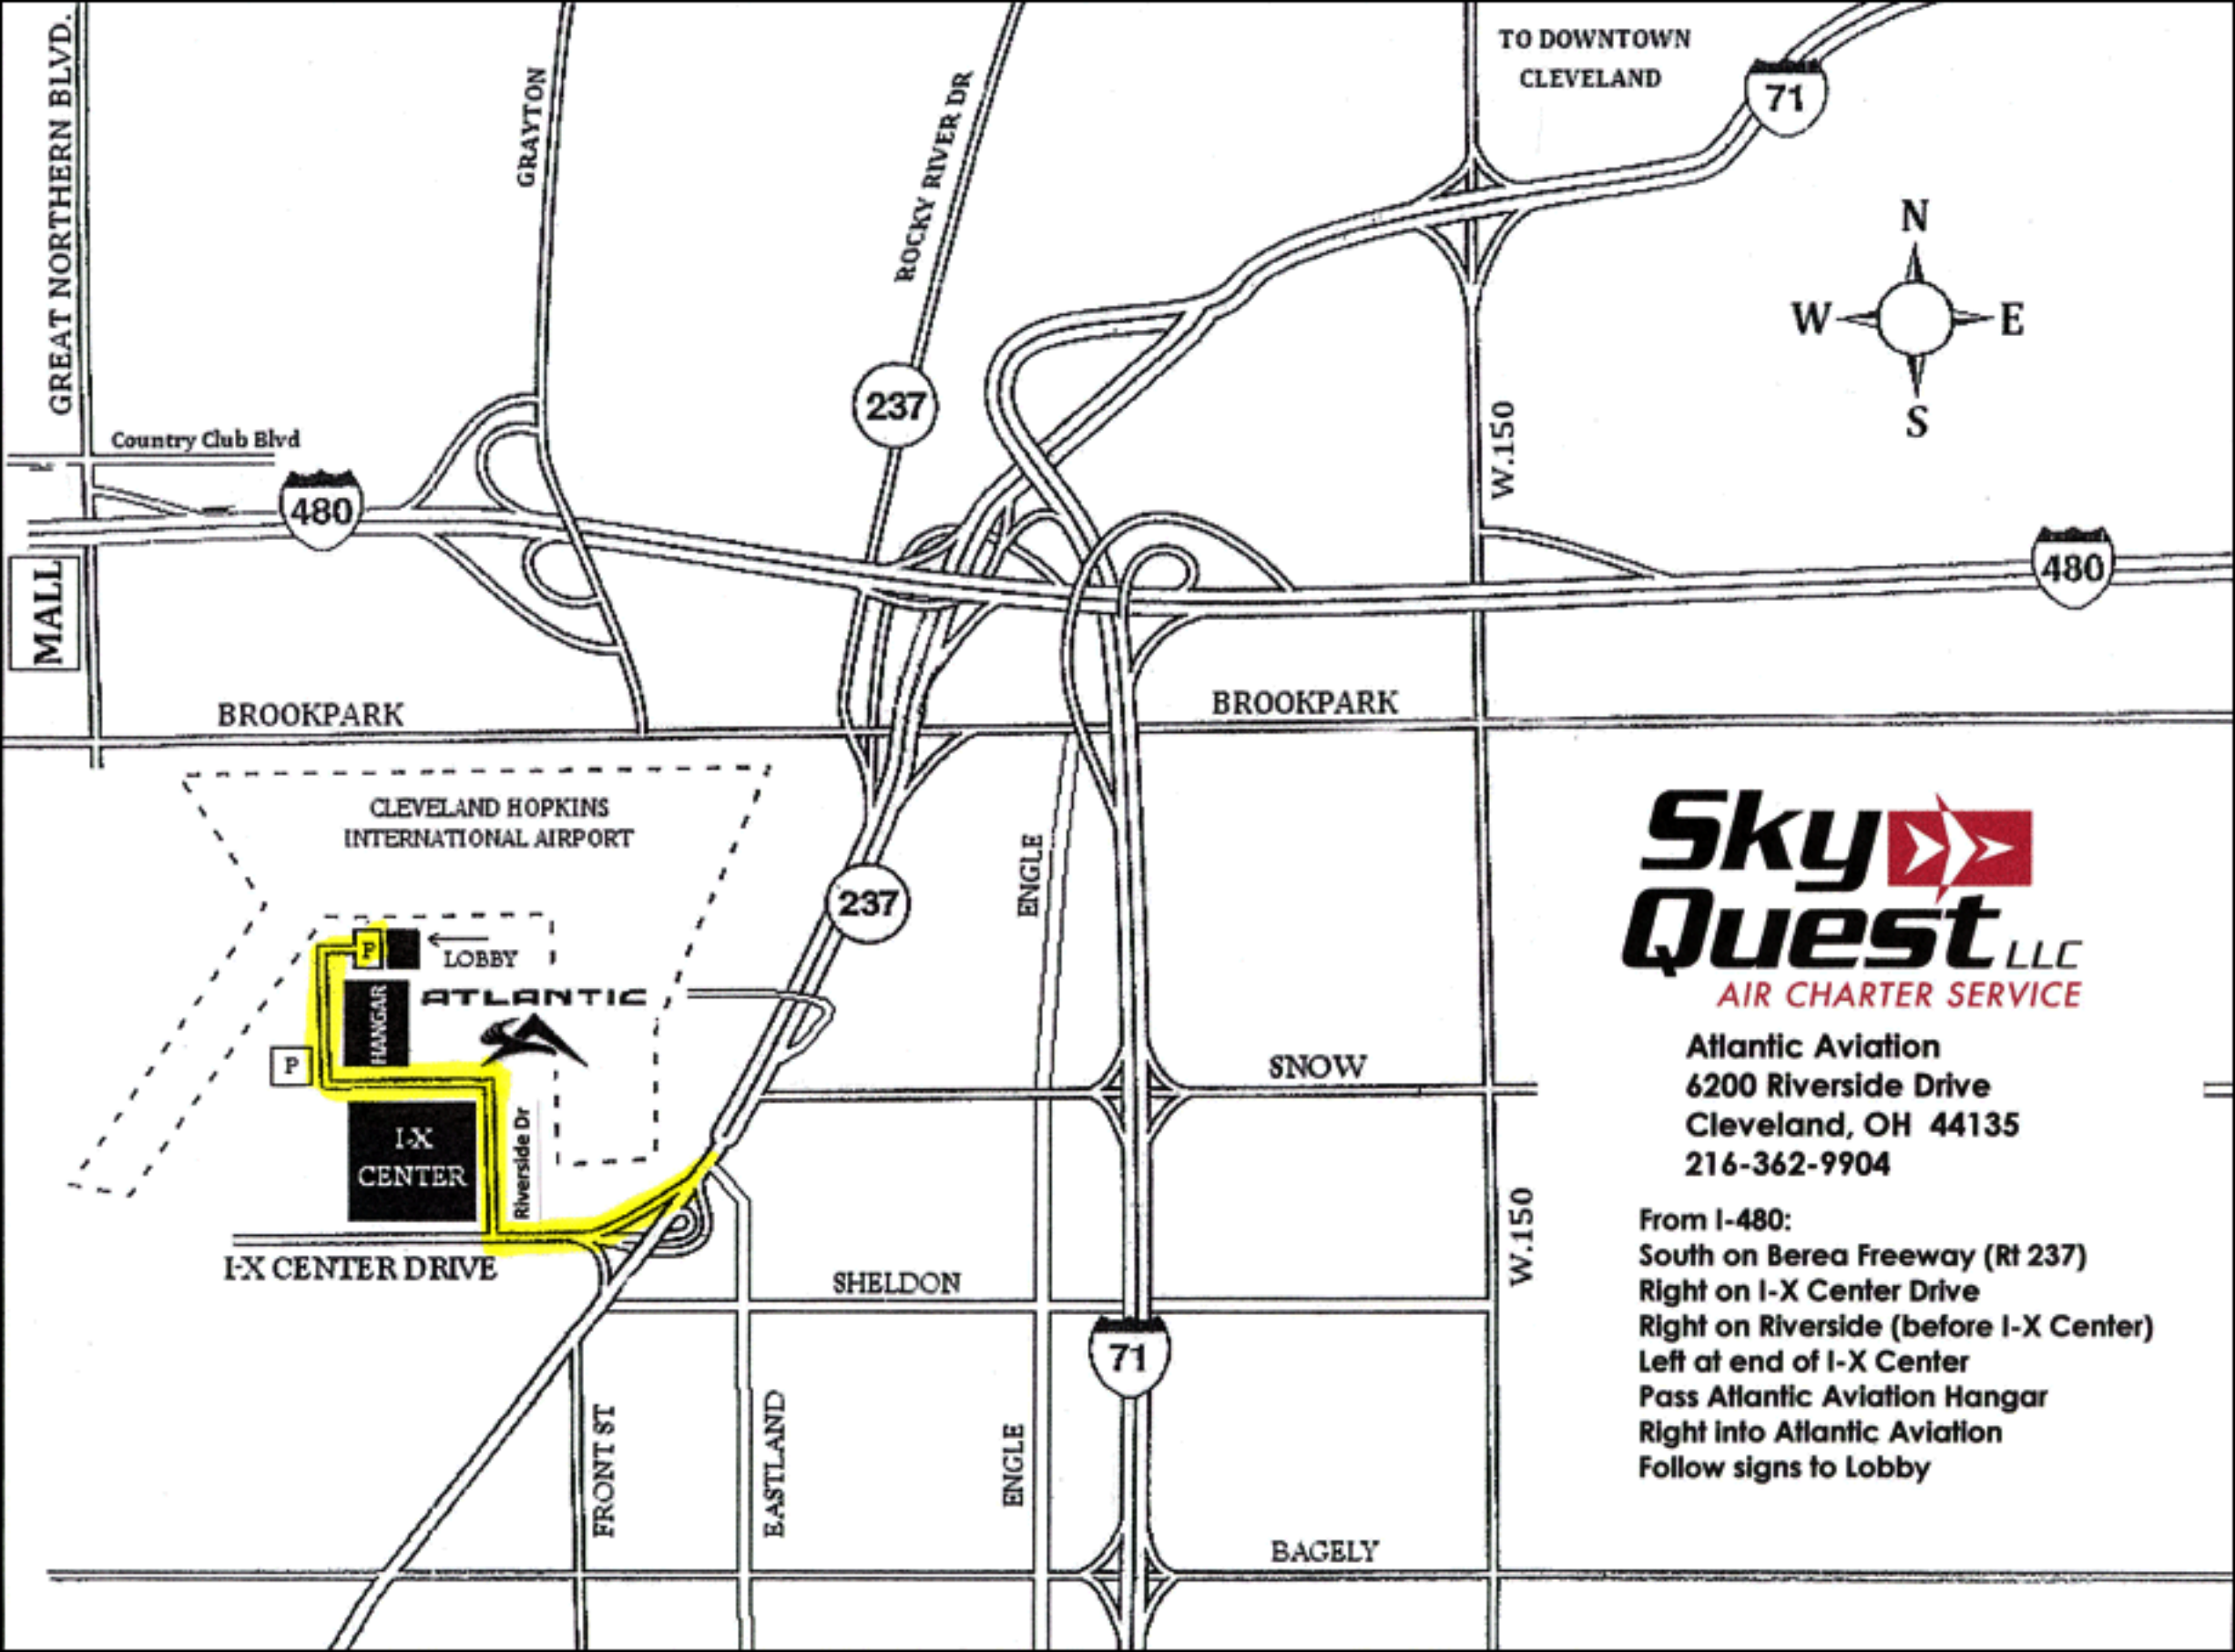 GREAT NORTHERN BLVD.
GRAYTON
ROCKY RIVER DR
TO DOWNTOWN
CLEVELAND
71
N
W
E
S
237
W.150
Country Club Blvd
480
480
MALL
BROOKPARK
BROOKPARK
CLEVELAND HOPKINS
INTERNATIONAL AIRPORT
237
ENGLE
P
LOBBY
HANGAR
ATLANTIC
P
SNOW
I-X
CENTER
Riverside Dr
I-X CENTER DRIVE
SHELDON
W.150
71
FRONT ST
EASTLAND
ENGLE
BAGELY
Sky
Quest LLC
AIR CHARTER SERVICE
Atlantic Aviation
6200 Riverside Drive
Cleveland, OH 44135
216-362-9904
From I-480:
South on Berea Freeway (Rt 237)
Right on I-X Center Drive
Right on Riverside (before I-X Center)
Left at end of I-X Center
Pass Atlantic Aviation Hangar
Right into Atlantic Aviation
Follow signs to Lobby